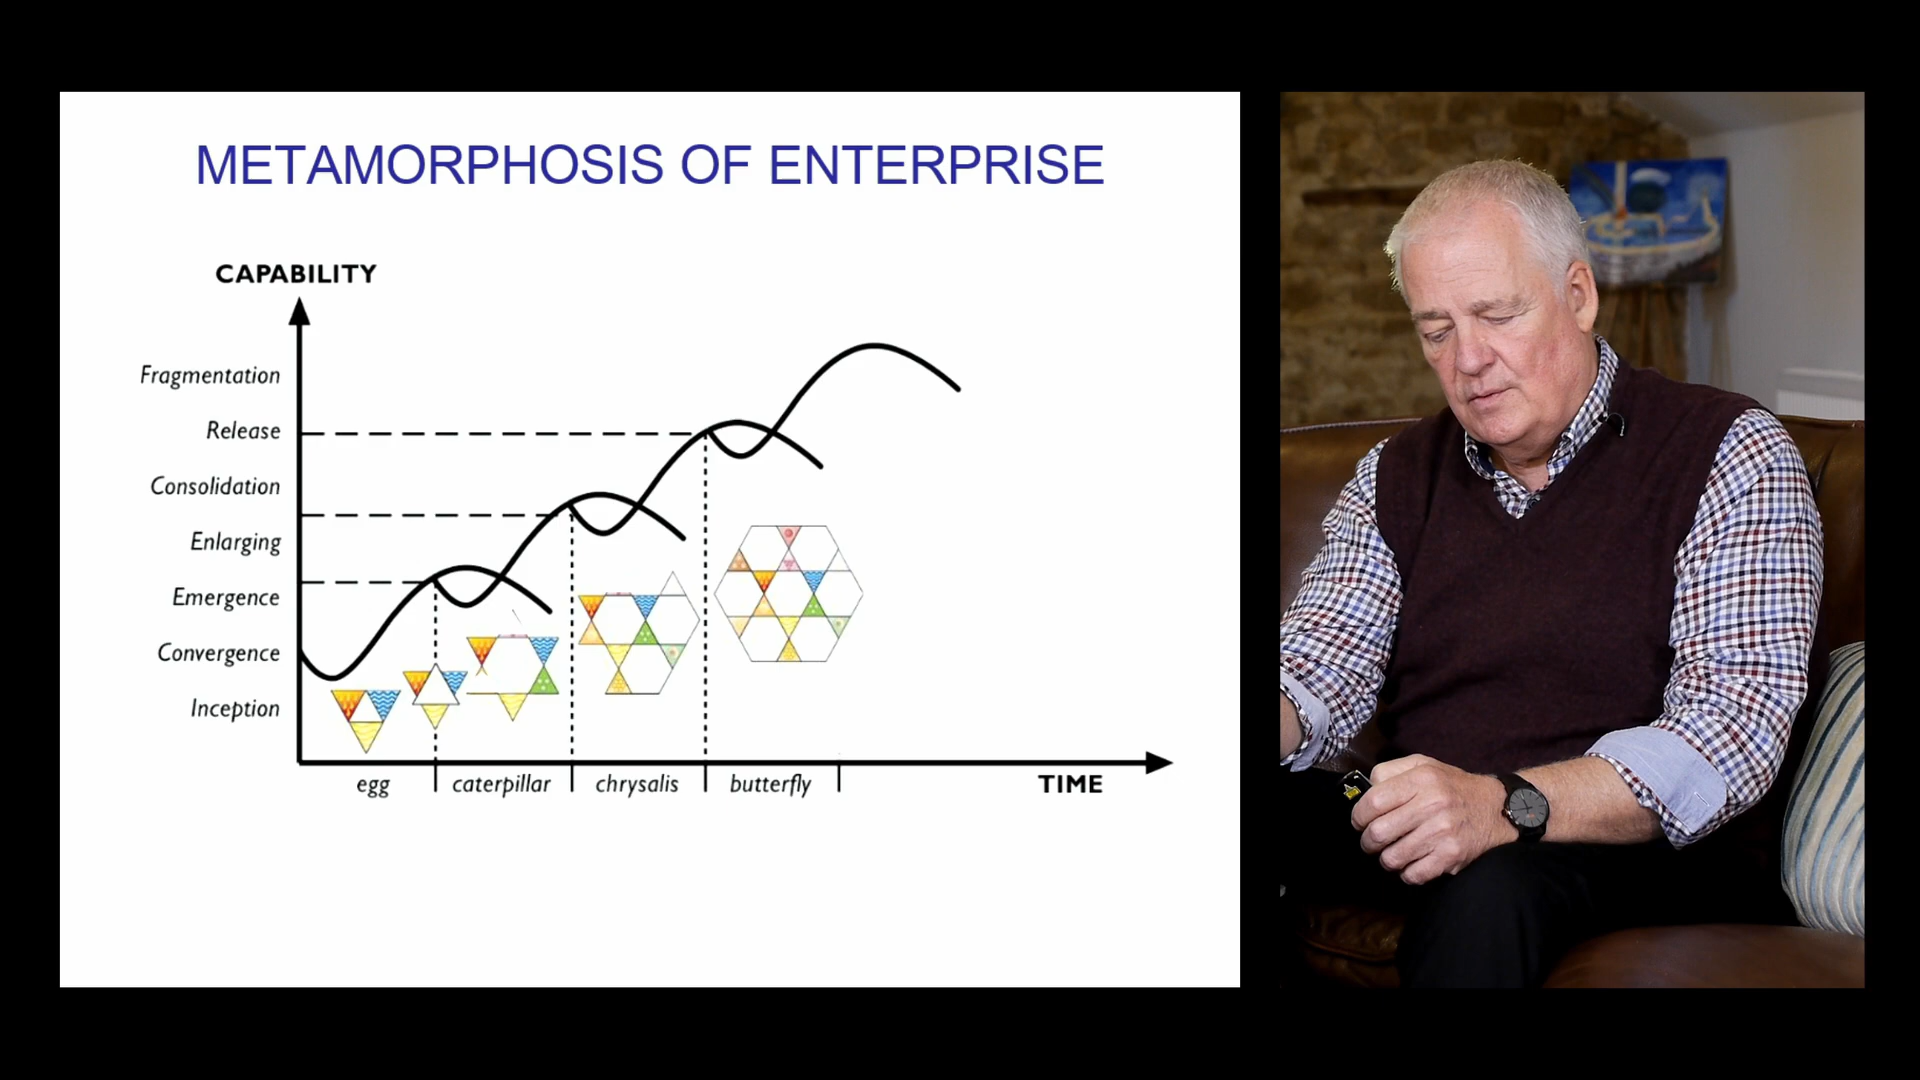 METAMORPHOSIS OF ENTERPRISE
CAPABILITY
Fragmentation
Release
Consolidation
Enlarging
Emergence
Convergence
Inception
egg
caterpillar
chrysalis
butterfly
TIME